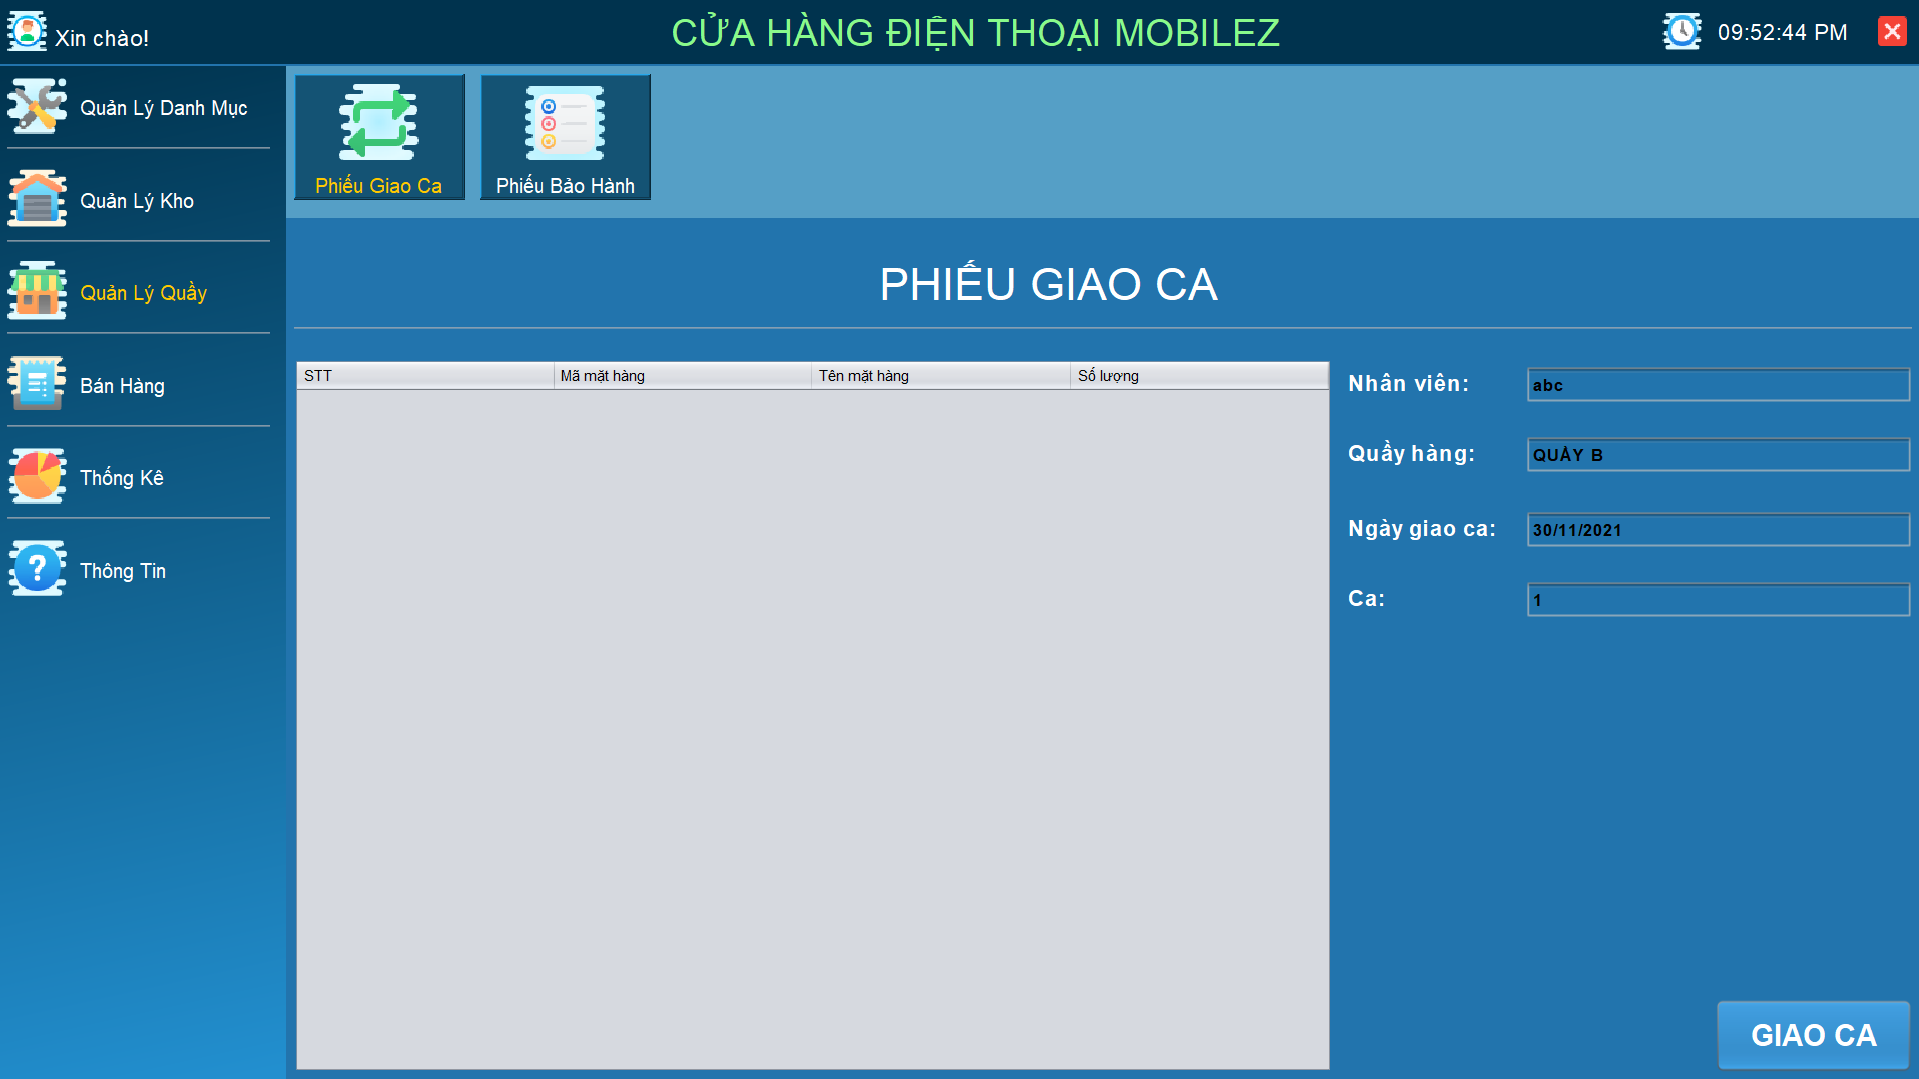 Xin chào!
CỬA HÀNG ĐIỆN THOẠI MOBILEZ
09:52:44 PM
Quản Lý Danh Mục
Quản Lý Kho
Quản Lý Quầy
Bán Hàng
Thống Kê
Thông Tin
Phiếu Giao Ca
Phiếu Bảo Hành
PHIẾU GIAO CA
STT Mã mặt hàng Tên mặt hàng Số lượng
Nhân viên: abc
Quầy hàng: QUẦY B
Ngày giao ca: 30/11/2021
Ca: 1
GIAO CA